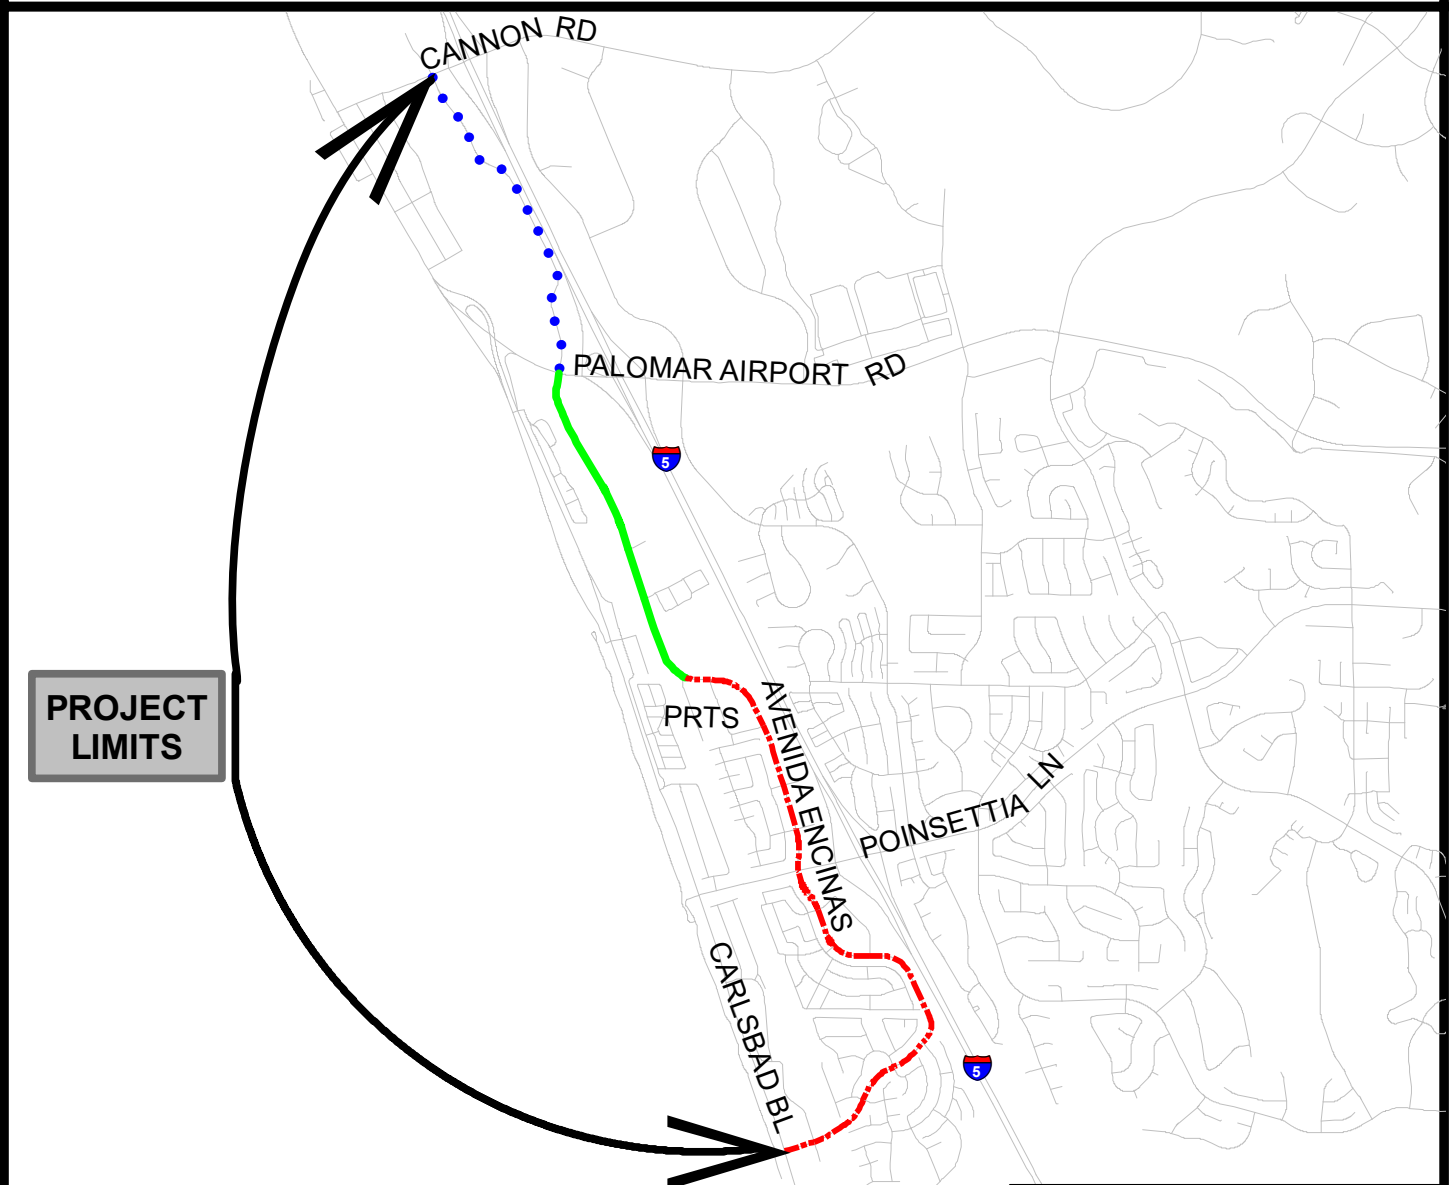 CANNON RD
PALOMAR AIRPORT RD
5
PROJECT
LIMITS
PRTS
AVENIDA ENCINAS
POINSETTIA LN
CARLSBAD BL
5